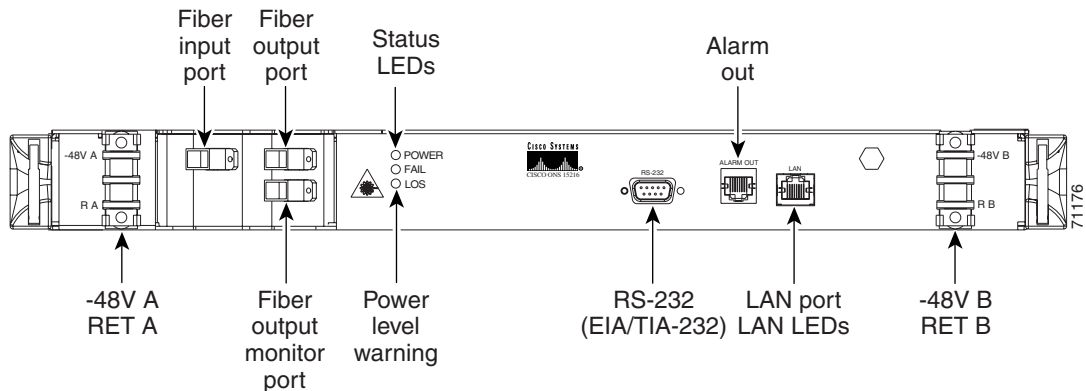 Fiber
input
port
Fiber
output
port
Status
LEDs
Alarm
out
-48V A
R A
POWER
FAIL
LOS
CISCO SYSTEMS
CISCO ONS 15216
RS-232
ALARM OUT
LAN
-48V B
R B
71176
-48V A
RET A
Fiber
output
monitor
port
Power
level
warning
RS-232
(EIA/TIA-232)
LAN port
LAN LEDs
-48V B
RET B